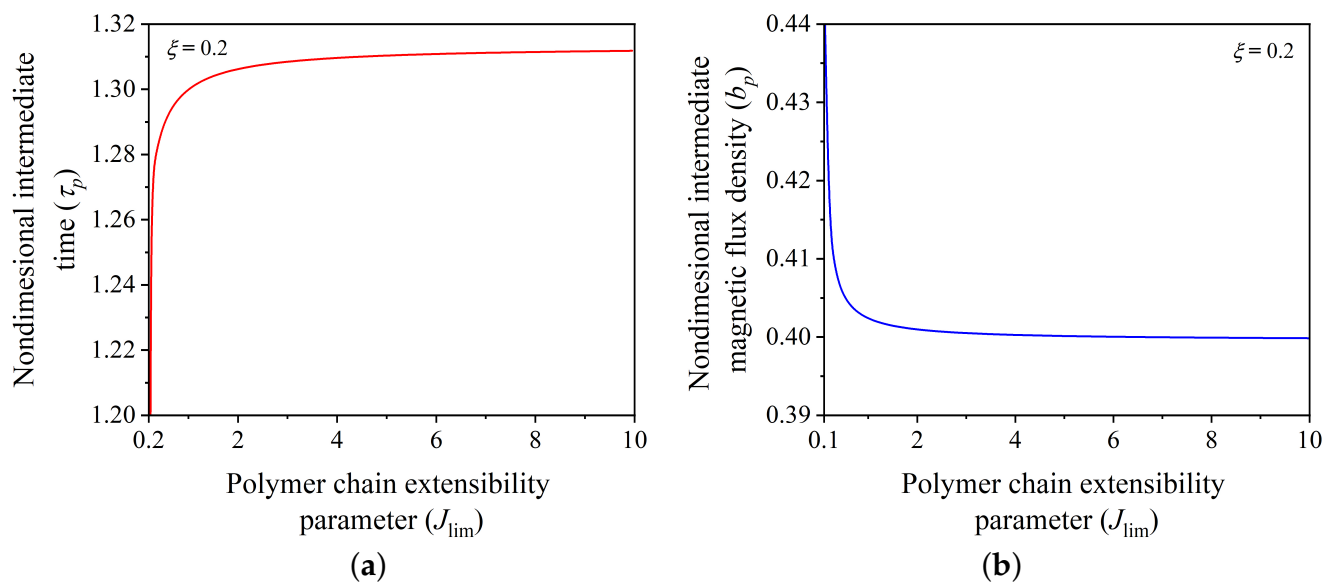 Nondimesional intermediate
time (τp)
1.32
1.30
1.28
1.26
1.24
1.22
1.20
ξ = 0.2
0.2 2 4 6 8 10
Polymer chain extensibility
parameter (Jlim)
(a)
Nondimesional intermediate
magnetic flux density (bp)
0.44
0.43
0.42
0.41
0.40
0.39
ξ = 0.2
0.1 2 4 6 8 10
Polymer chain extensibility
parameter (Jlim)
(b)